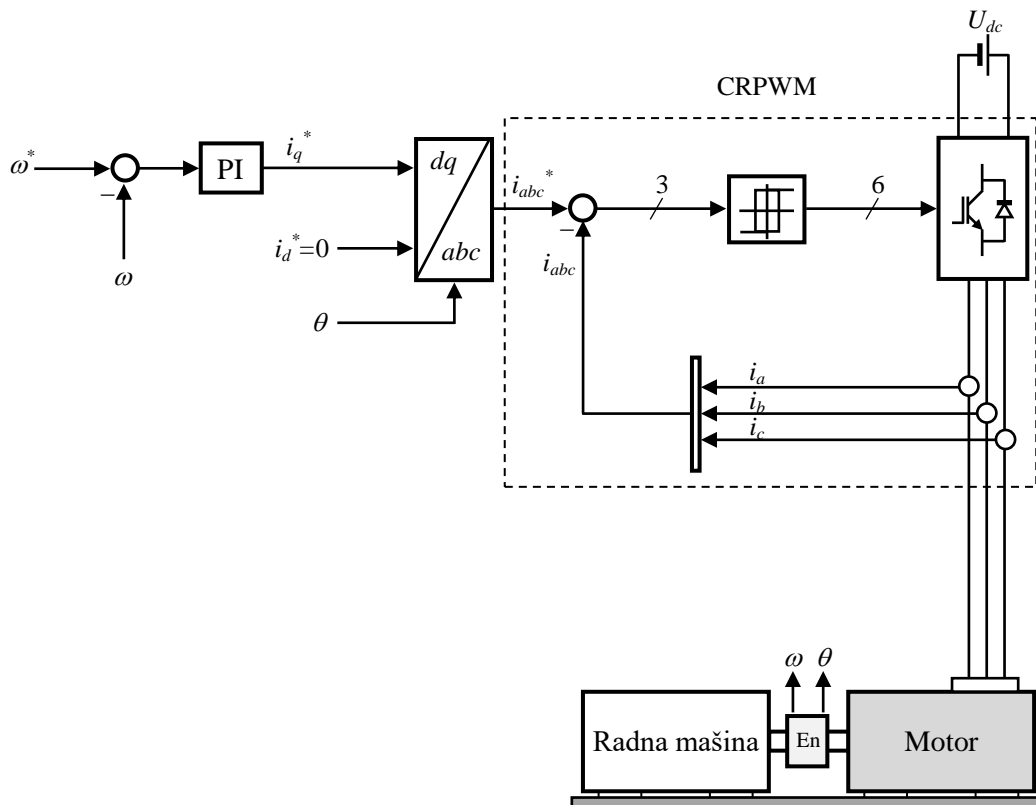 U_dc
CRPWM
ω*
−
ω
PI
i_q*
i_d*=0
θ
dq
abc
i_abc*
−
i_abc
3
6
i_a
i_b
i_c
ω
θ
Radna mašina
En
Motor